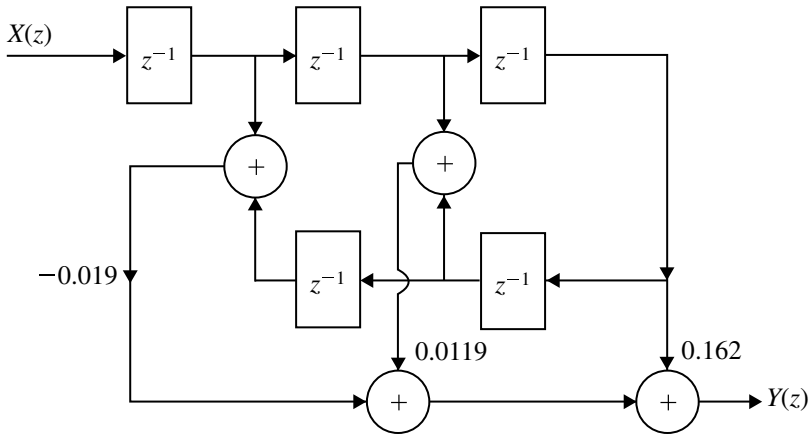 X(z)
z⁻¹
z⁻¹
z⁻¹
+
+
−0.019
z⁻¹
z⁻¹
0.0119
0.162
+
+
Y(z)